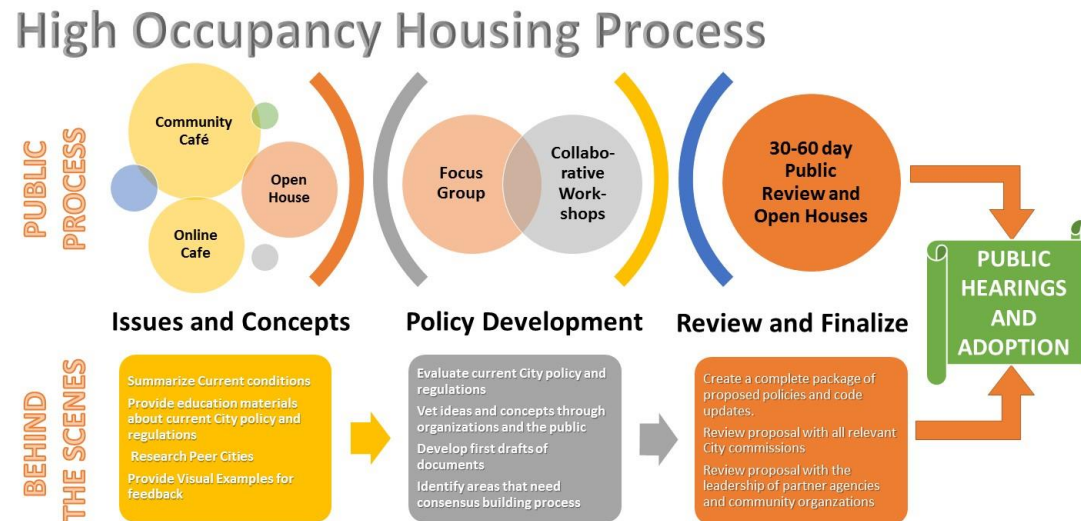 High Occupancy Housing Process
PUBLIC
PROCESS
Community
Café
Open
House
Online
Cafe
Focus
Group
Collabo-
rative
Work-
shops
30-60 day
Public
Review and
Open Houses
Issues and Concepts
Policy Development
Review and Finalize
PUBLIC
HEARINGS
AND
ADOPTION
BEHIND
THE SCENES
Summarize Current conditions
Provide education materials
about current City policy and
regulations
Research Peer Cities
Provide Visual Examples for
feedback
Evaluate current City policy and
regulations
Vet ideas and concepts through
organizations and the public
Develop first drafts of
documents
Identify areas that need
consensus building process
Create a complete package of
proposed policies and code
updates.
Review proposal with all relevant
City commissions
Review proposal with the
leadership of partner agencies
and community organzations